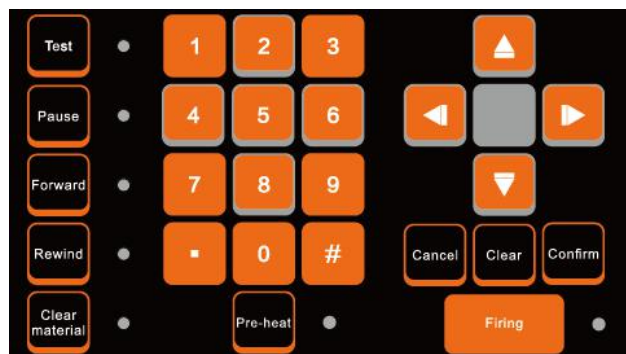 Test 1 2 3
Pause 4 5 6
Forward 7 8 9
Rewind . 0 #
Cancel Clear Confirm
Clear
material
Pre-heat
Firing